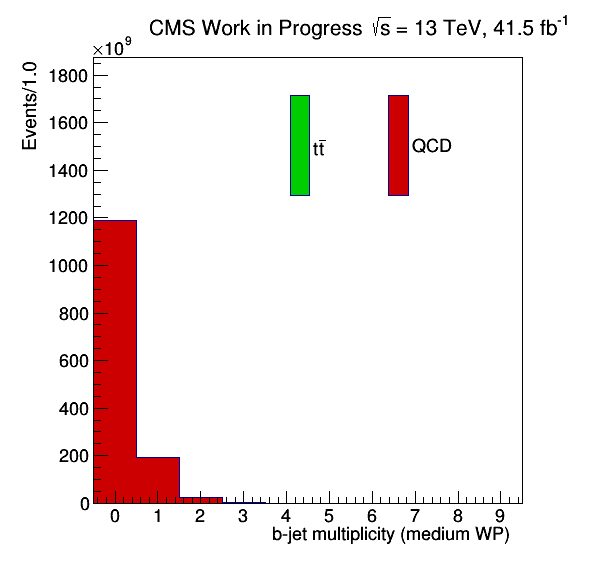 CMS Work in Progress √s = 13 TeV, 41.5 fb⁻¹
×10⁹
Events/1.0
1800
1600
1400
1200
1000
800
600
400
200
0
tt̅
QCD
0 1 2 3 4 5 6 7 8 9
b-jet multiplicity (medium WP)